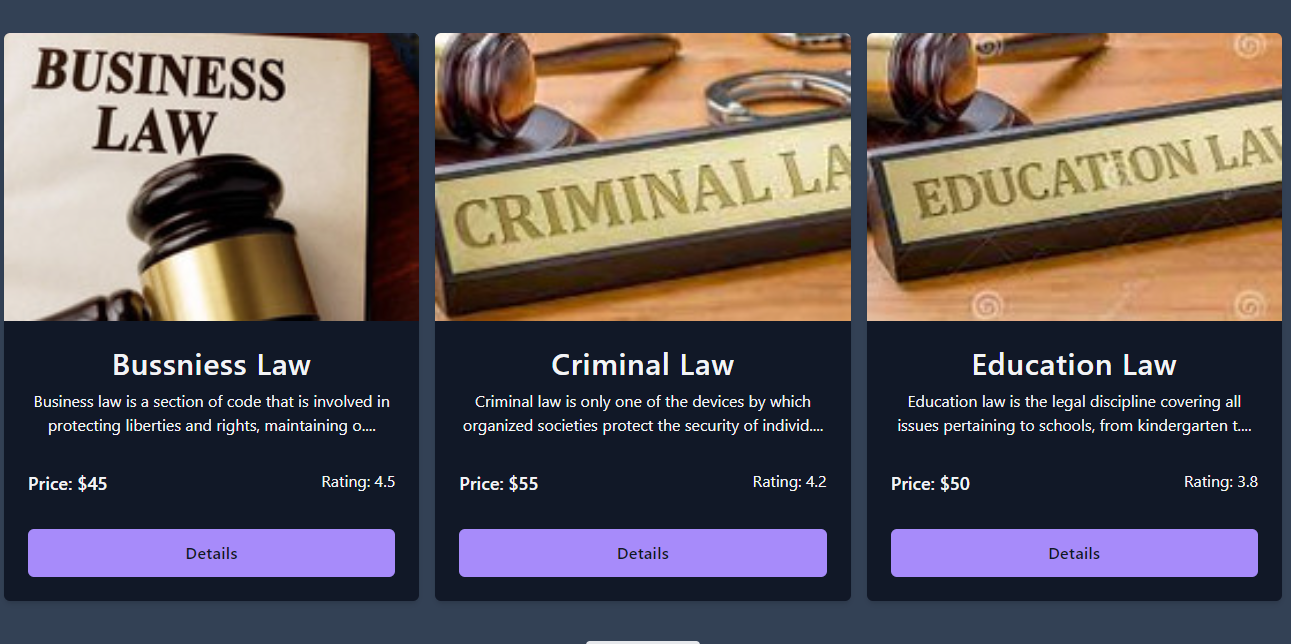 BUSINESS
LAW
CRIMINAL LA
EDUCATION LAW
Bussniess Law
Business law is a section of code that is involved in
protecting liberties and rights, maintaining o....
Price: $45
Rating: 4.5
Details
Criminal Law
Criminal law is only one of the devices by which
organized societies protect the security of individ....
Price: $55
Rating: 4.2
Details
Education Law
Education law is the legal discipline covering all
issues pertaining to schools, from kindergarten t....
Price: $50
Rating: 3.8
Details